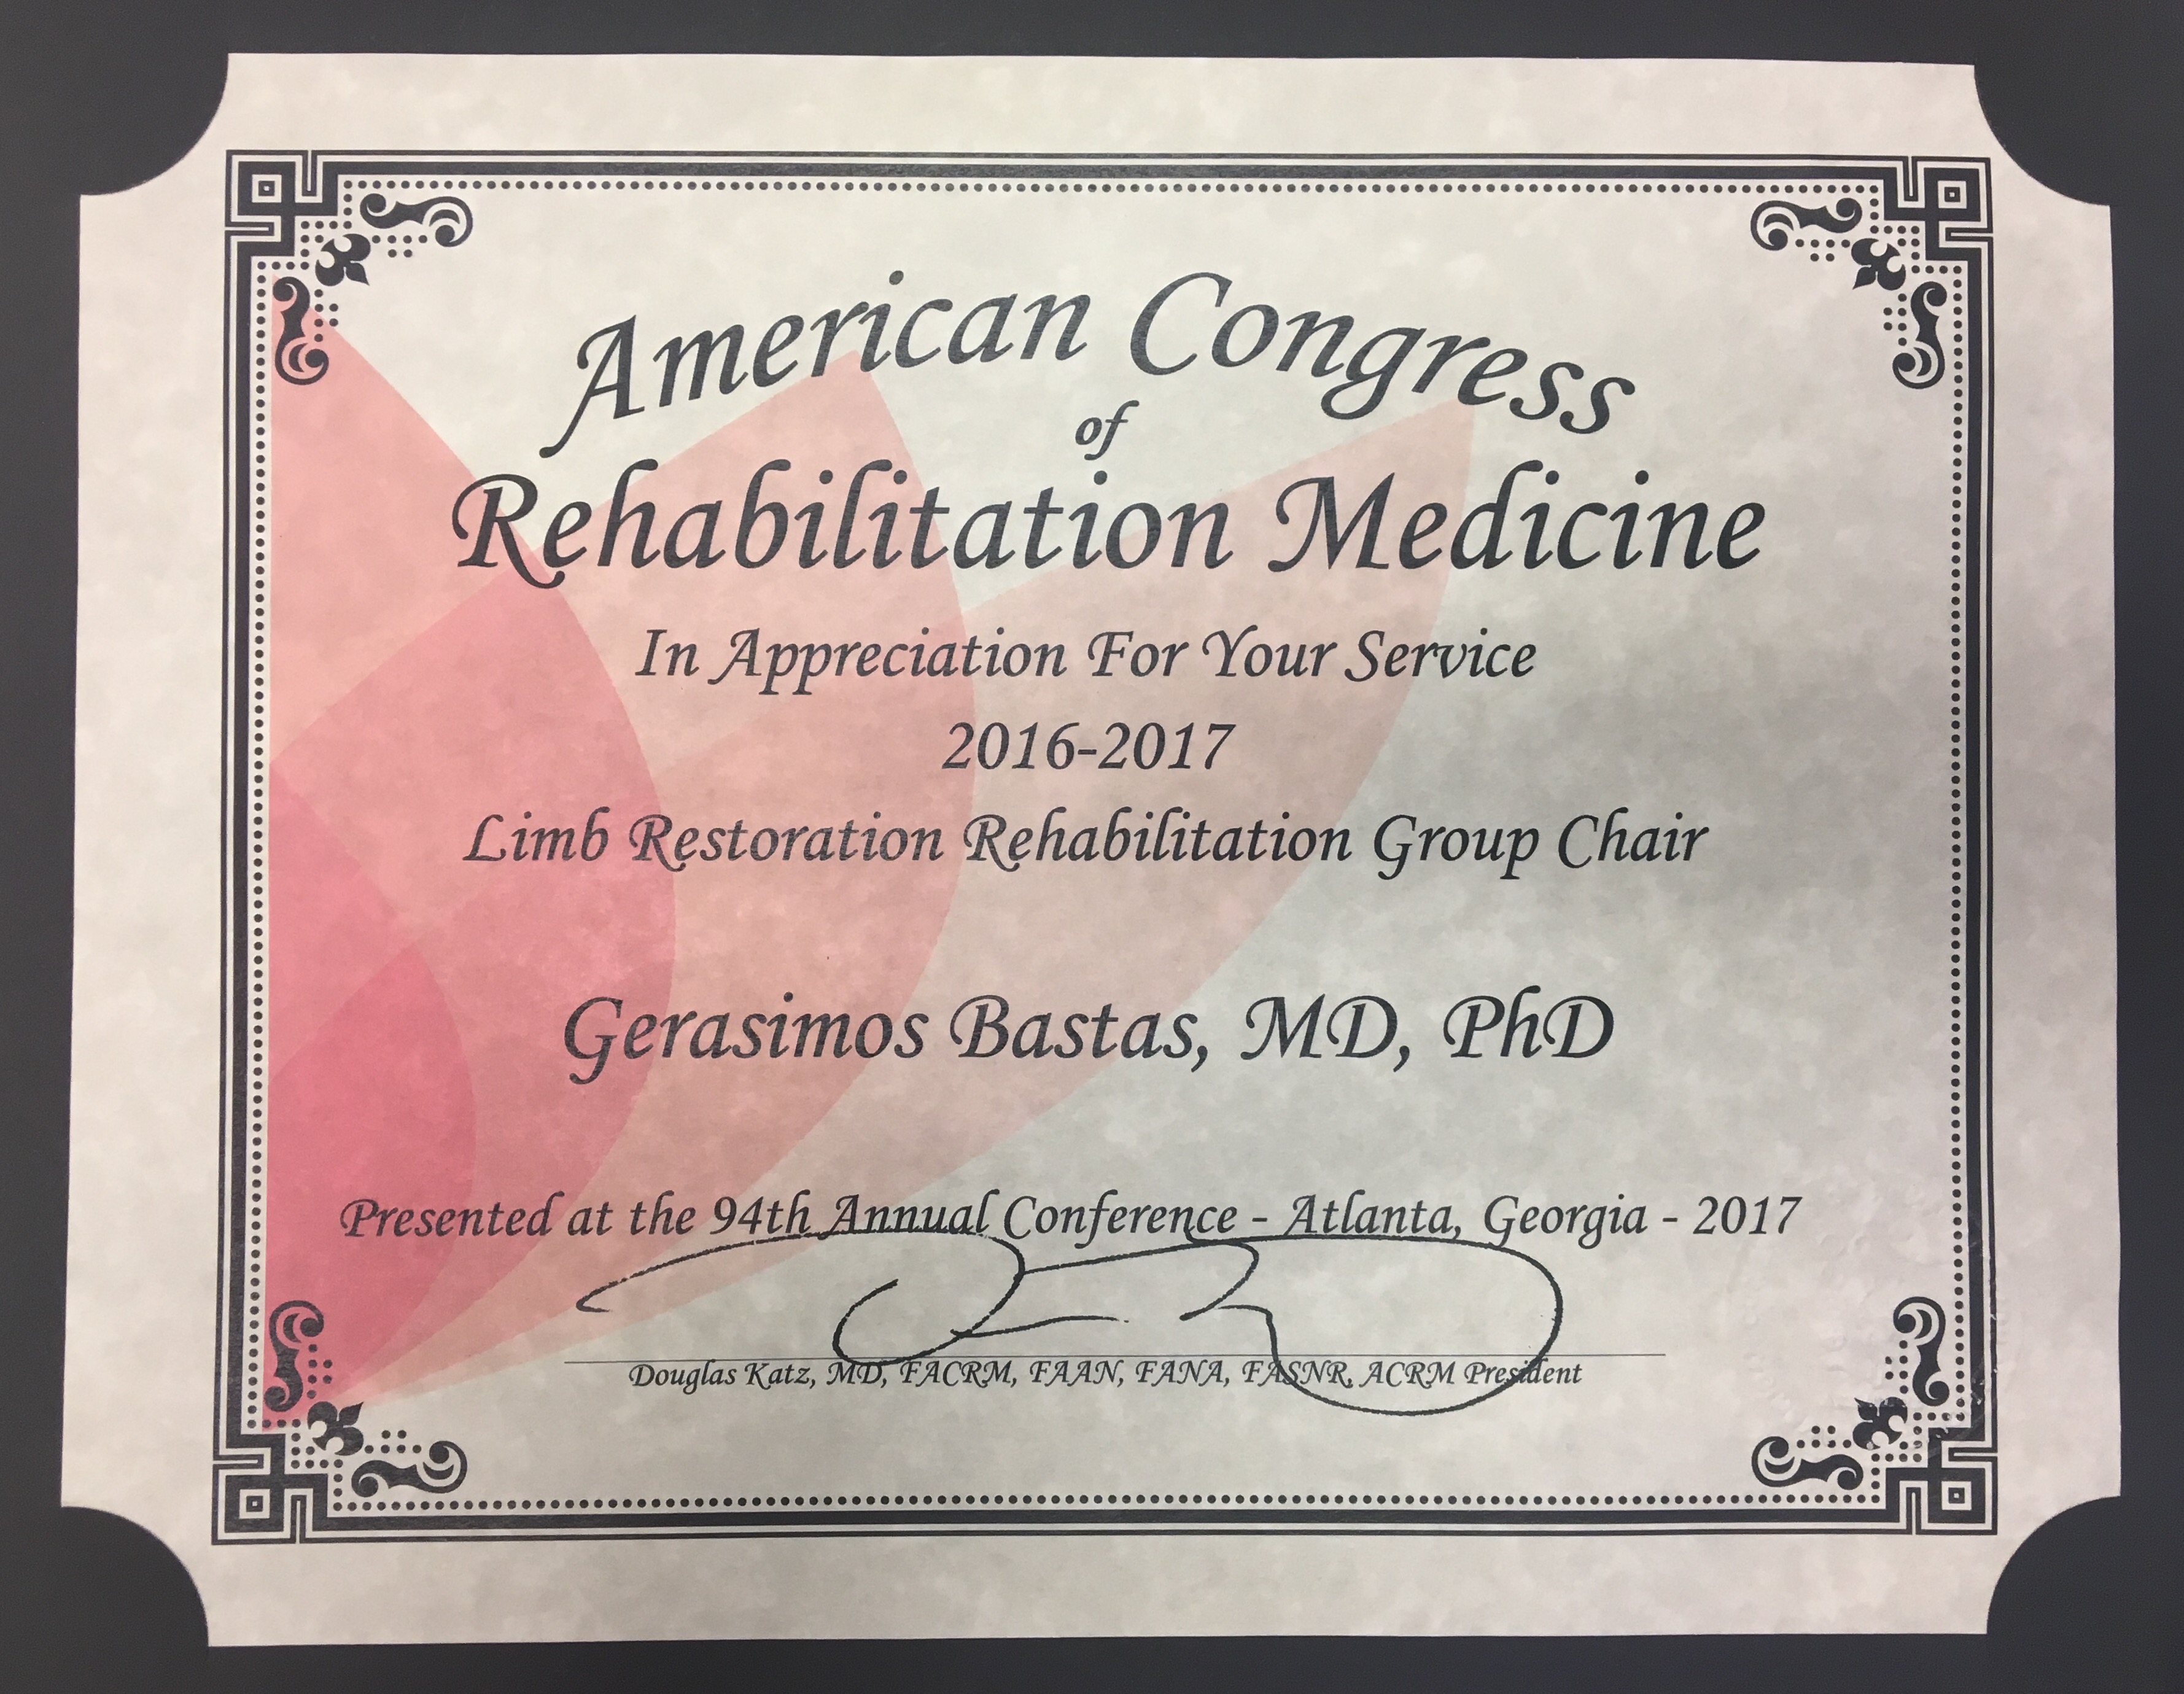 American Congress
of
Rehabilitation Medicine
In Appreciation For Your Service
2016-2017
Limb Restoration Rehabilitation Group Chair
Gerasimos Bastas, MD, PhD
Presented at the 94th Annual Conference - Atlanta, Georgia - 2017
Douglas Katz, MD, FACRM, FAAN, FANA, FASNR, ACRM President